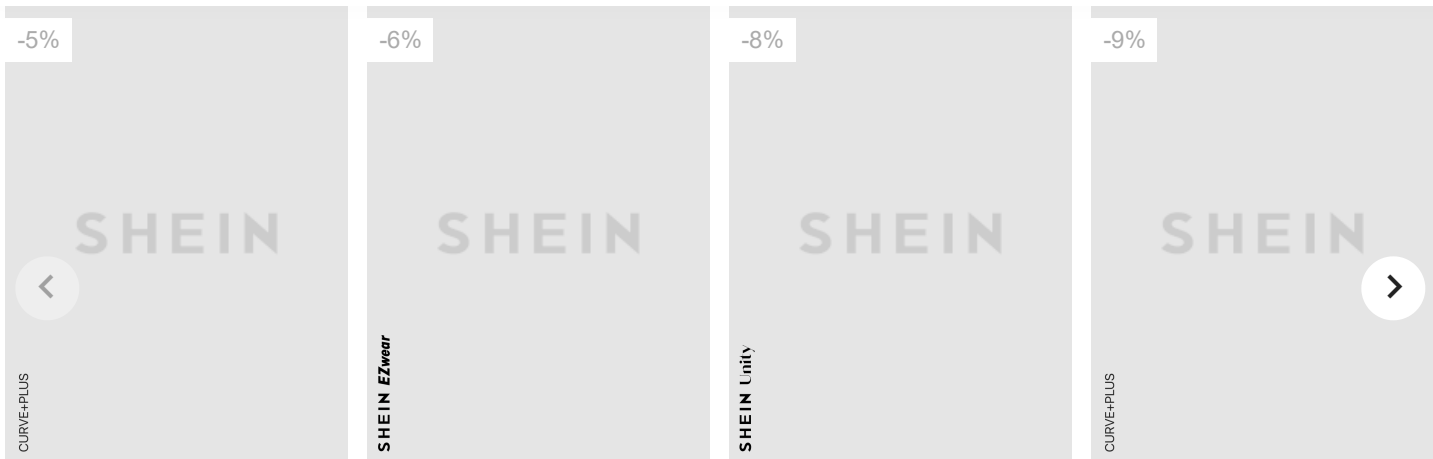 -5%
SHEIN
CURVE+PLUS
-6%
SHEIN
SHEIN EZwear
-8%
SHEIN
SHEIN Unity
-9%
SHEIN
CURVE+PLUS